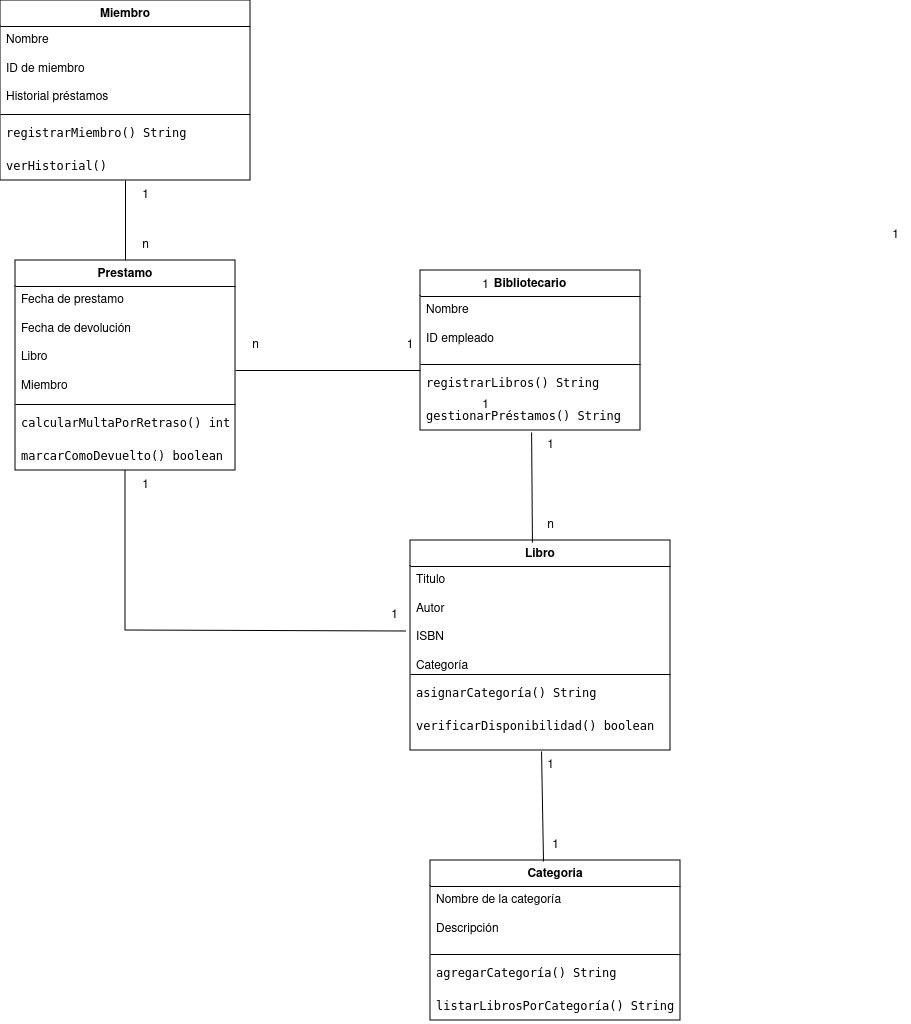 Miembro
Nombre
ID de miembro
Historial préstamos
registrarMiembro() String
verHistorial()
1
n
1
Prestamo
Fecha de prestamo
Fecha de devolución
Libro
Miembro
calcularMultaPorRetraso() int
marcarComoDevuelto() boolean
n
1
1 Bibliotecario
Nombre
ID empleado
registrarLibros() String
1
gestionarPréstamos() String
1
1
n
1
Libro
Titulo
Autor
ISBN
Categoría
asignarCategoría() String
verificarDisponibilidad() boolean
1
1
Categoria
Nombre de la categoría
Descripción
agregarCategoría() String
listarLibrosPorCategoría() String